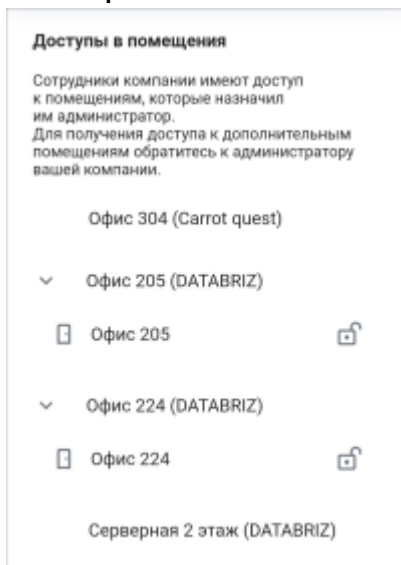 Доступы в помещения
Сотрудники компании имеют доступ
к помещениям, которые назначил
им администратор.
Для получения доступа к дополнительным
помещениям обратитесь к администратору
вашей компании.
Офис 304 (Carrot quest)
Офис 205 (DATABRIZ)
Офис 205
Офис 224 (DATABRIZ)
Офис 224
Серверная 2 этаж (DATABRIZ)